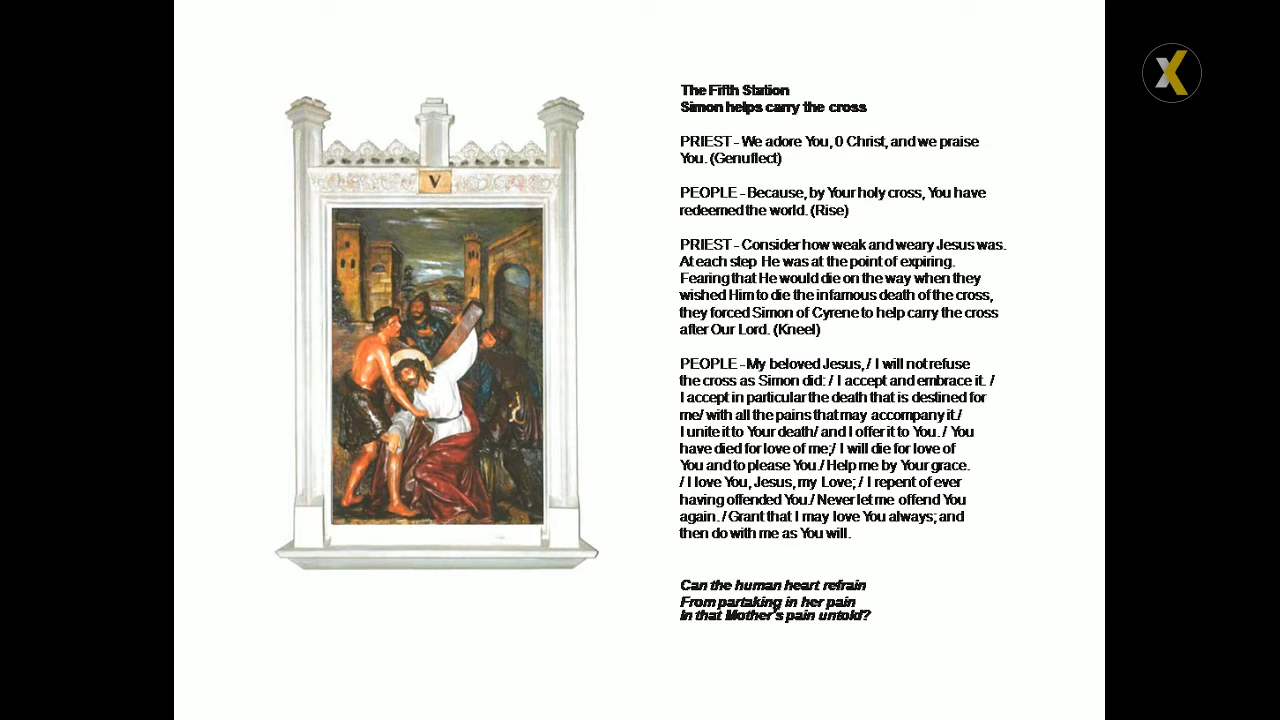 V
The Fifth Station
Simon helps carry the cross
PRIEST - We adore You, 0 Christ, and we praise
You. (Genuflect)
PEOPLE - Because, by Your holy cross, You have
redeemed the world. (Rise)
PRIEST - Consider how weak and weary Jesus was.
At each step He was at the point of expiring.
Fearing that He would die on the way when they
wished Him to die the infamous death of the cross,
they forced Simon of Cyrene to help carry the cross
after Our Lord. (Kneel)
PEOPLE - My beloved Jesus, / I will not refuse
the cross as Simon did: / I accept and embrace it. /
I accept in particular the death that is destined for
me/ with all the pains that may accompany it./
I unite it to Your death/ and I offer it to You. / You
have died for love of me;/ I will die for love of
You and to please You./ Help me by Your grace.
/ I love You, Jesus, my Love; / I repent of ever
having offended You./ Never let me offend You
again. / Grant that I may love You always; and
then do with me as You will.
Can the human heart refrain
From partaking in her pain
In that Mother's pain untold?